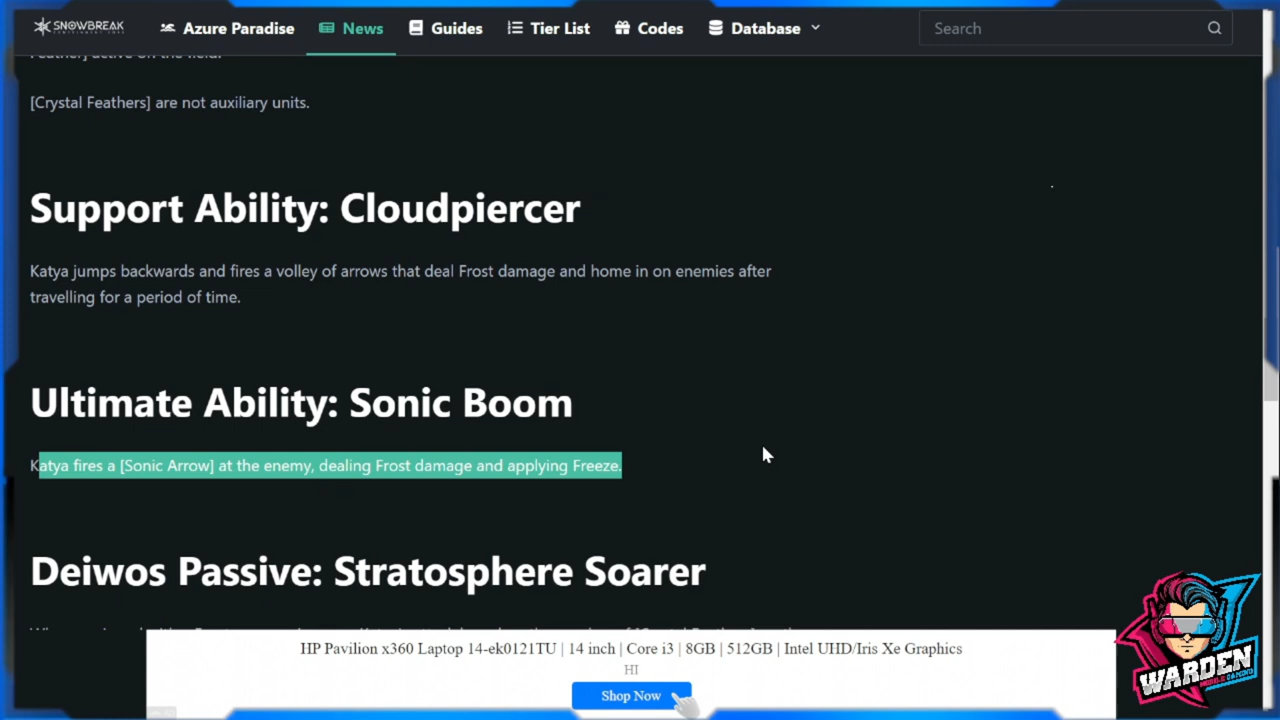 SNOWBREAK
Azure Paradise
News
Guides
Tier List
Codes
Database
Search
[Crystal Feathers] are not auxiliary units.
Support Ability: Cloudpiercer
Katya jumps backwards and fires a volley of arrows that deal Frost damage and home in on enemies after
travelling for a period of time.
Ultimate Ability: Sonic Boom
Katya fires a [Sonic Arrow] at the enemy, dealing Frost damage and applying Freeze.
Deiwos Passive: Stratosphere Soarer
HP Pavilion x360 Laptop 14-ek0121TU | 14 inch | Core i3 | 8GB | 512GB | Intel UHD/Iris Xe Graphics
HI
Shop Now
WARDEN
MOBILE GAMING